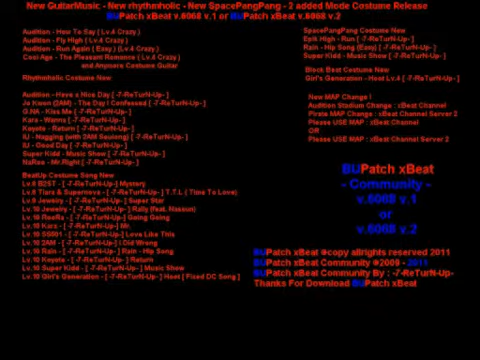 New GuitarMusic - New rhythmholic - New SpacePangPang - 2 added Mode Costume Release
BUPatch xBeat v.6068 v.1 or BUPatch xBeat v.6068 v.2
Audition - How To Say ( Lv.4 Crazy )
Audition - Fly High ( Lv.4 Crazy )
Audition - Run Again ( Easy ) ( Lv.4 Crazy )
Cool Age - The Pleasant Romance ( Lv.4 Crazy )
and Anymore Costume Guitar
Rhythmholic Costume New
Audition - Have a Nice Day [ -7-ReTurN-Up- ]
Jo Kwon (2AM) - The Day I Confessed [ -7-ReTurN-Up- ]
G.NA - Kiss Me [ -7-ReTurN-Up- ]
Kara - Wanna [ -7-ReTurN-Up- ]
Koyote - Return [ -7-ReTurN-Up- ]
IU - Nagging (with 2AM Seulong) [ -7-ReTurN-Up- ]
IU - Good Day [ -7-ReTurN-Up- ]
Super Kidd - Music Show [ -7-ReTurN-Up- ]
NaRae - Mr.Right [ -7-ReTurN-Up- ]
BeatUp Costume Song New
Lv.6 B2ST - [ -7-ReTurN-Up- ] Mystery
Lv.6 Tiara & Supernova - [ -7-ReTurN-Up- ] T.T.L ( Time To Love)
Lv.6 Jewelry - [ -7-ReTurN-Up- ] Super Star
Lv.10 Jewelry - [ -7-ReTurN-Up- ] Rally (Feat. Nassun)
Lv.10 ReeRa - [ -7-ReTurN-Up- ] Going Going
Lv.10 Kara - [ -7-ReTurN-Up- ] Mr.
Lv.10 SS501 - [ -7-ReTurN-Up-] Love Like This
Lv.10 2AM - [ -7-ReTurN-Up- ] I Did Wrong
Lv.10 Rain - [ -7-ReTurN-Up- ] Rain - Hip Song
Lv.10 Koyote - [ -7-ReTurN-Up- ] Return
Lv.10 Super Kidd - [ -7-ReTurN-Up- ] Music Show
Lv.10 Girl's Generation - [ -7-ReTurN-Up- ] Hoot [ Fixed DC Song ]
SpacePangPang Costume New
Epik High - Run [ -7-ReTurN-Up- ]
Rain - Hip Song (Easy) [ -7-ReTurN-Up- ]
Super Kidd - Music Show [ -7-ReTurN-Up- ]
Block Beat Costume New
Girl's Generation - Hoot Lv.4 [ -7-ReTurN-Up- ]
New MAP Change !
Audition Stadium Change : xBeat Channel
Pirate MAP Change : xBeat Channel Server 2
Please USE MAP : xBeat Channel
OR
Please USE MAP : xBeat Channel Server 2
BUPatch xBeat
- Community -
v.6068 v.1
or
v.6068 v.2
BUPatch xBeat @copy allrights reserved 2011
BUPatch xBeat Community @2009 - 2011
BUPatch xBeat Community By : -7-ReTurN-Up-
Thanks For Download BUPatch xBeat